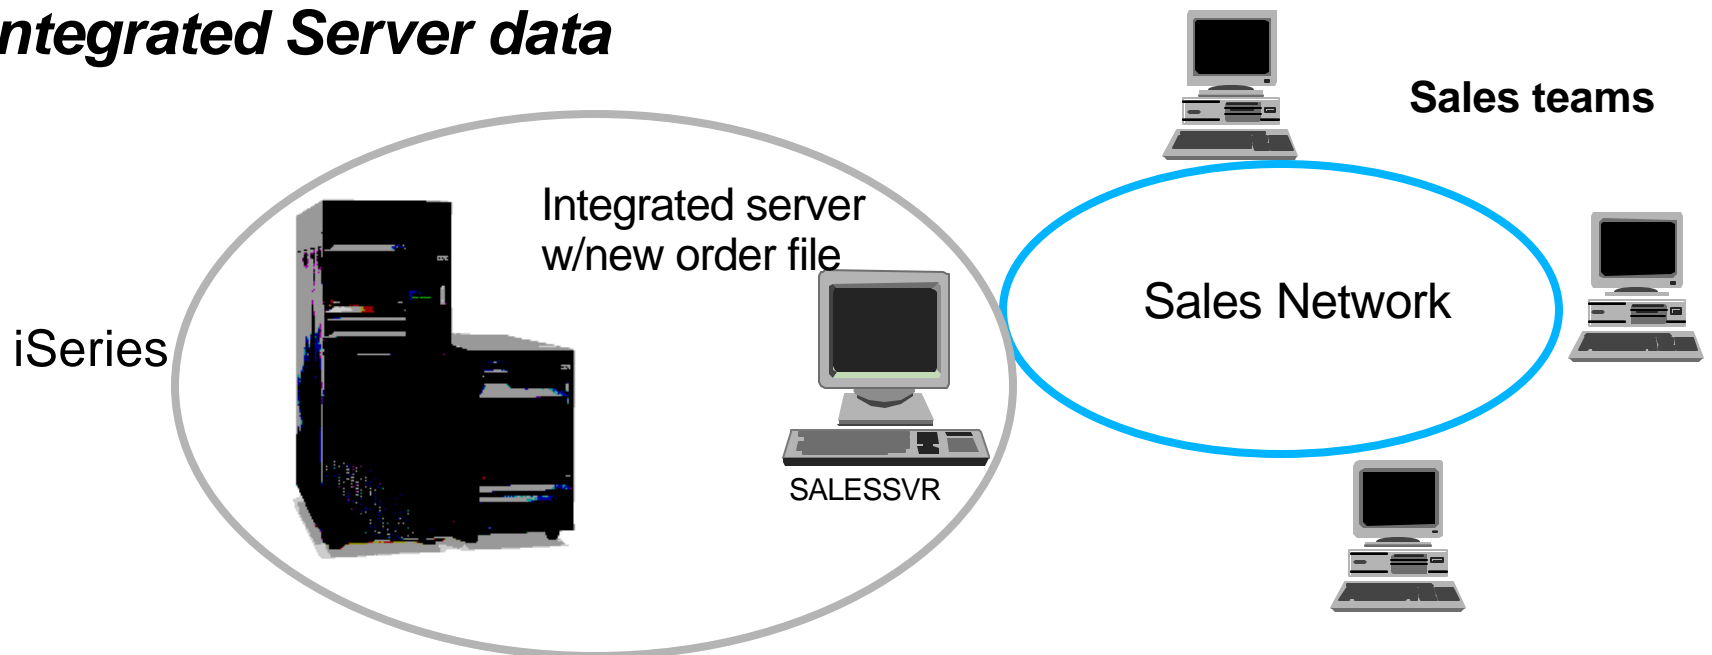 ntegrated Server data
Sales teams
Integrated server
w/new order file
Sales Network
iSeries
SALESSVR